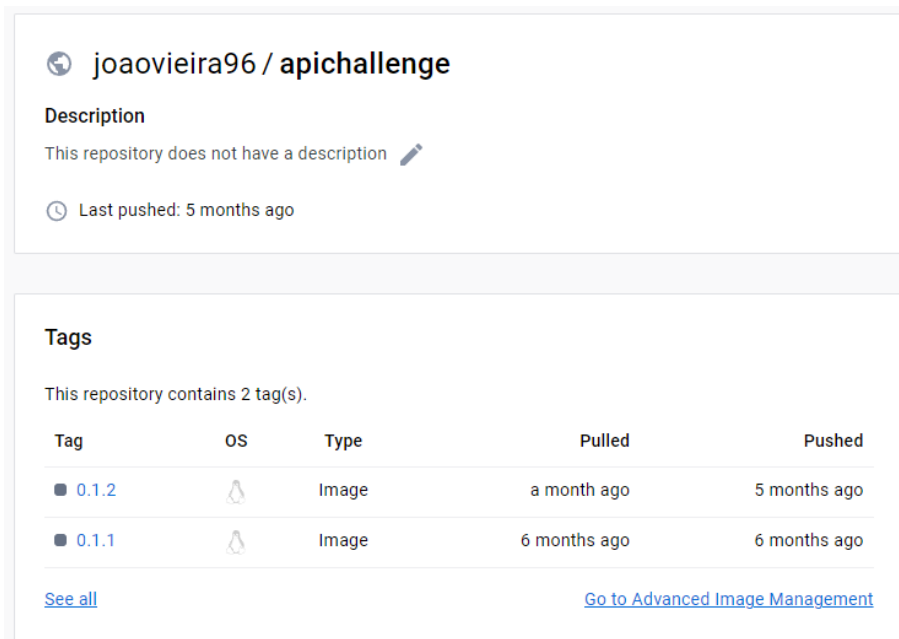 joaovieira96 / apichallenge
Description
This repository does not have a description
Last pushed: 5 months ago
Tags
This repository contains 2 tag(s).
Tag OS Type Pulled Pushed
0.1.2 Image a month ago 5 months ago
0.1.1 Image 6 months ago 6 months ago
See all Go to Advanced Image Management